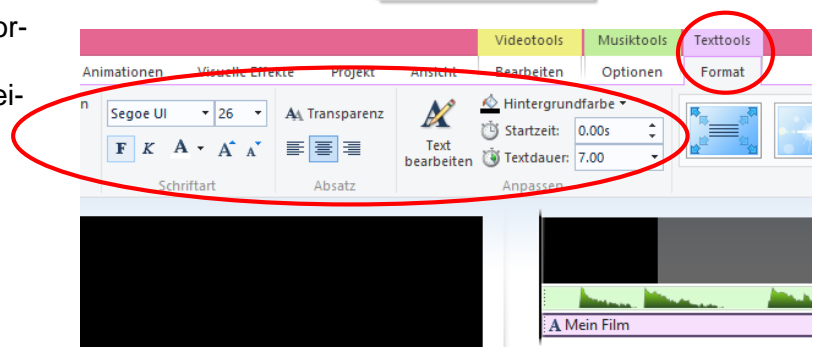 or-
ei-
Videotools Musiktools Texttools
Animationen Visuelle Effekte Projekt Ansicht Bearbeiten Optionen Format
n
Segoe UI 26 Transparenz Hintergrundfarbe
Startzeit: 0.00s
F K A A A Text bearbeiten Textdauer: 7.00
Schriftart Absatz Anpassen
A Mein Film